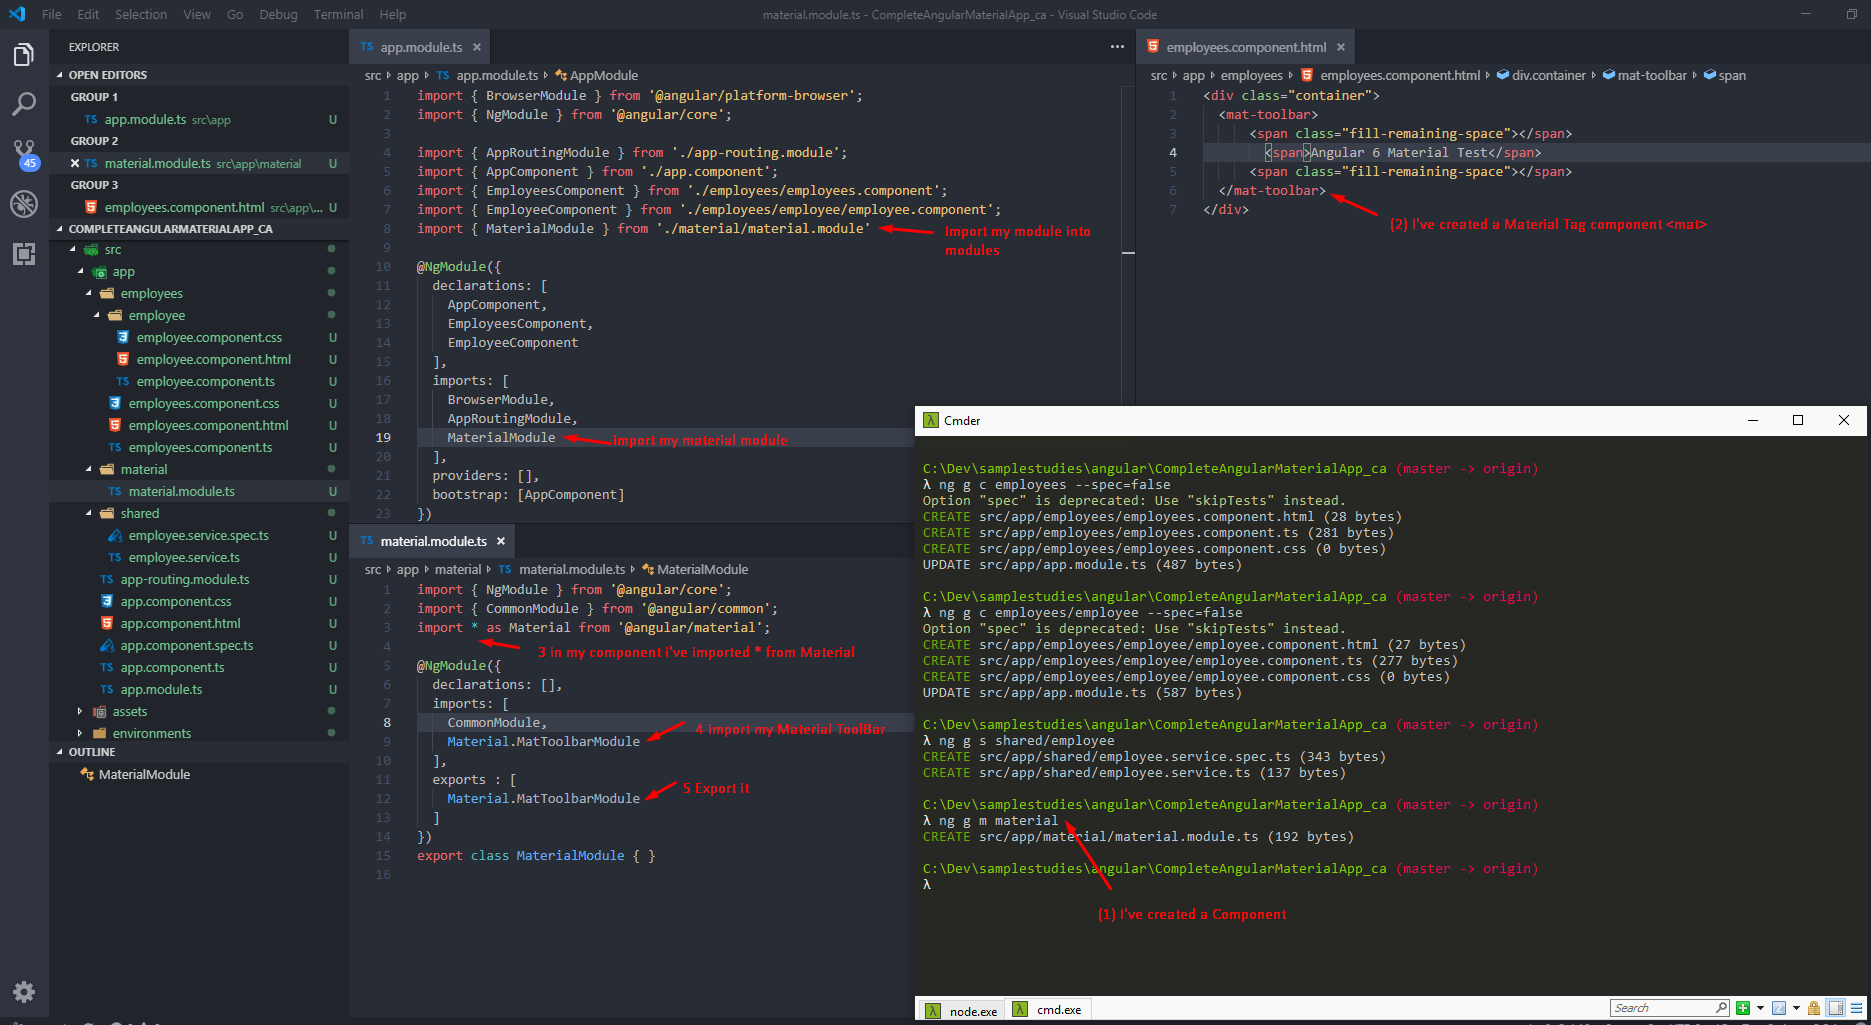 File Edit Selection View Go Debug Terminal Help
material.module.ts - CompleteAngularMaterialApp_ca - Visual Studio Code
EXPLORER
OPEN EDITORS
GROUP 1
TS app.module.ts src\app U
GROUP 2
TS material.module.ts src\app\material U
GROUP 3
employees.component.html src\app\... U
COMPLETEANGULARMATERIALAPP_CA
src
app
employees
employee
employee.component.css U
employee.component.html U
TS employee.component.ts U
employees.component.css U
employees.component.html U
TS employees.component.ts U
material
TS material.module.ts U
shared
employee.service.spec.ts U
TS employee.service.ts U
TS app-routing.module.ts U
app.component.css U
app.component.html U
app.component.spec.ts U
TS app.component.ts U
TS app.module.ts U
assets
environments
OUTLINE
MaterialModule
45
TS app.module.ts
src app TS app.module.ts AppModule
1 import { BrowserModule } from '@angular/platform-browser';
2 import { NgModule } from '@angular/core';
3
4 import { AppRoutingModule } from './app-routing.module';
5 import { AppComponent } from './app.component';
6 import { EmployeesComponent } from './employees/employees.component';
7 import { EmployeeComponent } from './employees/employee/employee.component';
8 import { MaterialModule } from './material/material.module'
Import my module into
modules
9
10 @NgModule({
11 declarations: [
12 AppComponent,
13 EmployeesComponent,
14 EmployeeComponent
15 ],
16 imports: [
17 BrowserModule,
18 AppRoutingModule,
19 MaterialModule
import my material module
20 ],
21 providers: [],
22 bootstrap: [AppComponent]
23 })
TS material.module.ts
src app material TS material.module.ts MaterialModule
1 import { NgModule } from '@angular/core';
2 import { CommonModule } from '@angular/common';
3 import * as Material from '@angular/material';
4
3 in my component i've imported * from Material
5 @NgModule({
6 declarations: [],
7 imports: [
8 CommonModule,
9 Material.MatToolbarModule
4 import my Material ToolBar
10 ],
11 exports : [
12 Material.MatToolbarModule
5 Export it
13 ]
14 })
15 export class MaterialModule { }
16
employees.component.html
src app employees employees.component.html div.container mat-toolbar span
1 <div class="container">
2 <mat-toolbar>
3 <span class="fill-remaining-space"></span>
4 <span>Angular 6 Material Test</span>
5 <span class="fill-remaining-space"></span>
6 </mat-toolbar>
7 </div>
(2) I've created a Material Tag component <mat>
Cmder
C:\Dev\samplestudies\angular\CompleteAngularMaterialApp_ca (master -> origin)
λ ng g c employees --spec=false
Option "spec" is deprecated: Use "skipTests" instead.
CREATE src/app/employees/employees.component.html (28 bytes)
CREATE src/app/employees/employees.component.ts (281 bytes)
CREATE src/app/employees/employees.component.css (0 bytes)
UPDATE src/app/app.module.ts (487 bytes)
C:\Dev\samplestudies\angular\CompleteAngularMaterialApp_ca (master -> origin)
λ ng g c employees/employee --spec=false
Option "spec" is deprecated: Use "skipTests" instead.
CREATE src/app/employees/employee/employee.component.html (27 bytes)
CREATE src/app/employees/employee/employee.component.ts (277 bytes)
CREATE src/app/employees/employee/employee.component.css (0 bytes)
UPDATE src/app/app.module.ts (587 bytes)
C:\Dev\samplestudies\angular\CompleteAngularMaterialApp_ca (master -> origin)
λ ng g s shared/employee
CREATE src/app/shared/employee.service.spec.ts (343 bytes)
CREATE src/app/shared/employee.service.ts (137 bytes)
C:\Dev\samplestudies\angular\CompleteAngularMaterialApp_ca (master -> origin)
λ ng g m material
CREATE src/app/material/material.module.ts (192 bytes)
C:\Dev\samplestudies\angular\CompleteAngularMaterialApp_ca (master -> origin)
λ
(1) I've created a Component
λ node.exe λ cmd.exe
Search